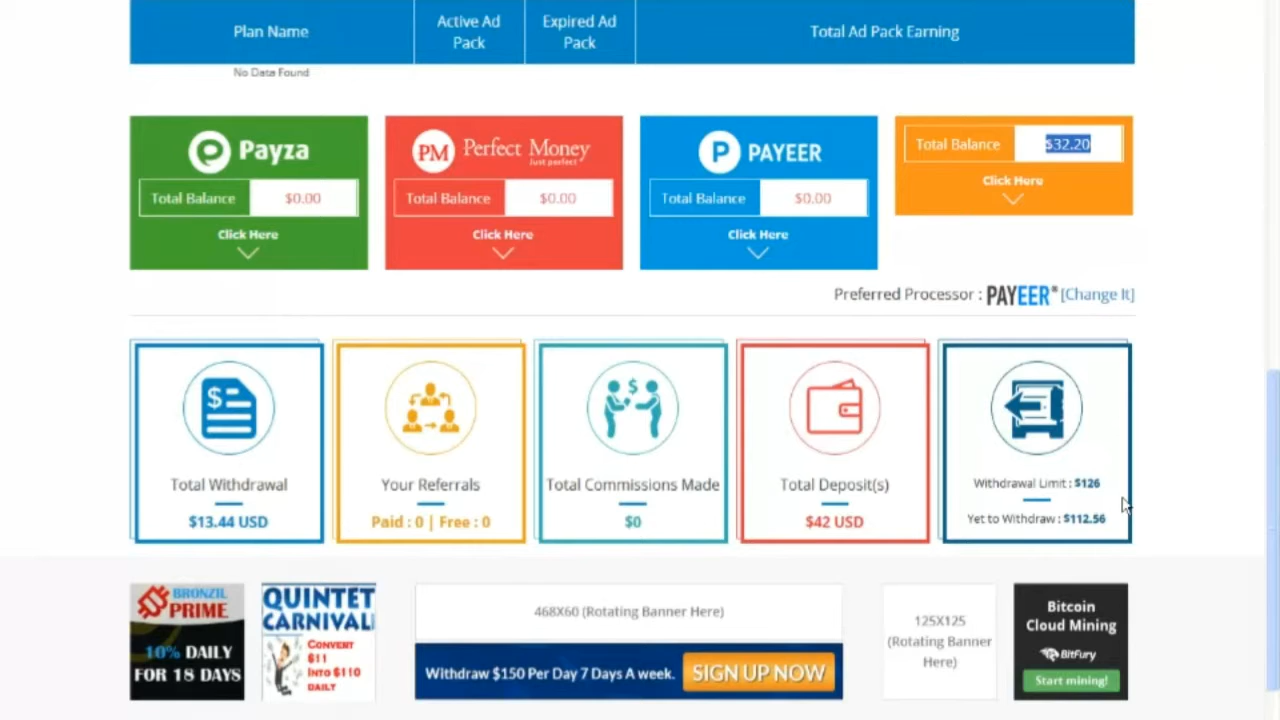 Plan Name
Active Ad
Pack
Expired Ad
Pack
Total Ad Pack Earning
No Data Found
Payza
Total Balance
$0.00
Click Here
PM
Perfect Money
Just perfect
Total Balance
$0.00
Click Here
P
PAYEER
Total Balance
$0.00
Click Here
Total Balance
$32.20
Click Here
Preferred Processor : PAYEER® [Change It]
$
Total Withdrawal
$13.44 USD
Your Referrals
Paid : 0 | Free : 0
$
Total Commissions Made
$0
Total Deposit(s)
$42 USD
Withdrawal Limit : $126
Yet to Withdraw : $112.56
BRONZIL
PRIME
10% DAILY
FOR 18 DAYS
QUINTET
CARNIVAL
CONVERT
$11
INTO $110
DAILY
468X60 (Rotating Banner Here)
Withdraw $150 Per Day 7 Days A week.
SIGN UP NOW
125X125
(Rotating Banner
Here)
Bitcoin
Cloud Mining
BitFury
Start mining!